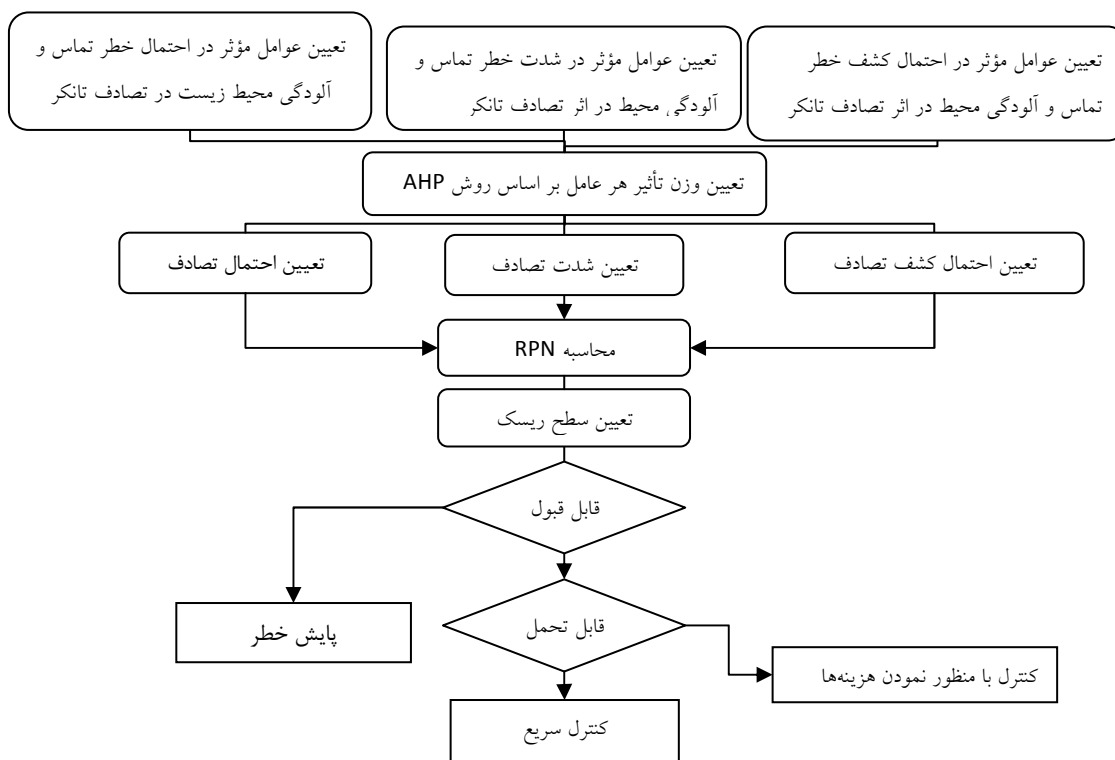 تعیین عوامل مؤثر در احتمال کشف خطر
تماس و آلودگی محیط در اثر تصادف تانکر
تعیین عوامل مؤثر در شدت خطر تماس و
آلودگی محیط در اثر تصادف تانکر
تعیین عوامل مؤثر در احتمال خطر تماس و
آلودگی محیط زیست در تصادف تانکر
تعیین وزن تأثیر هر عامل بر اساس روش AHP
تعیین احتمال کشف تصادف
تعیین شدت تصادف
تعیین احتمال تصادف
محاسبه RPN
تعیین سطح ریسک
قابل قبول
پایش خطر
قابل تحمل
کنترل با منظور نمودن هزینه‌ها
کنترل سریع